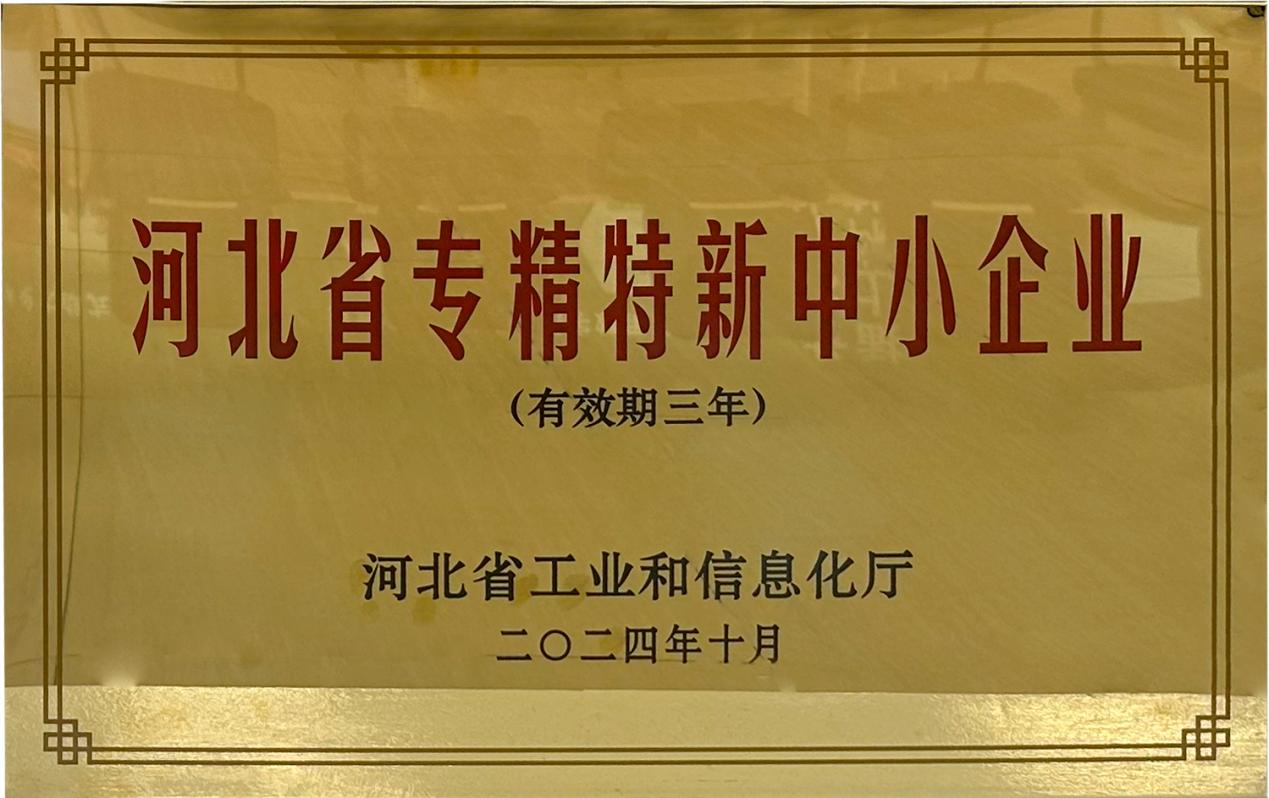 河北省专精特新中小企业
（有效期三年）
河北省工业和信息化厅
二〇二四年十月